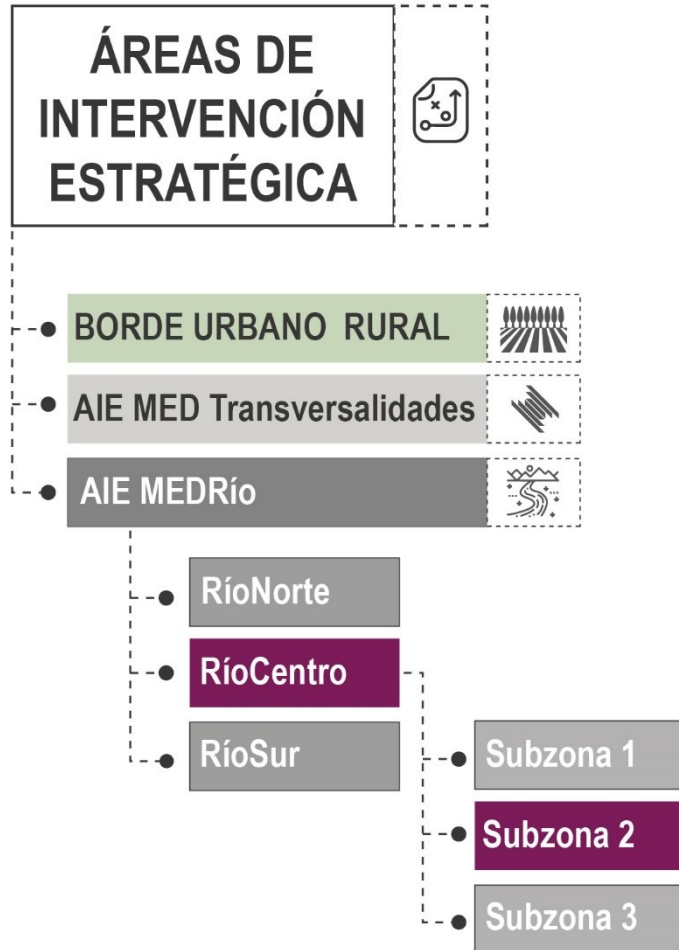 ÁREAS DE
INTERVENCIÓN
ESTRATÉGICA
BORDE URBANO RURAL
AIE MED Transversalidades
AIE MEDRío
RíoNorte
RíoCentro
RíoSur
Subzona 1
Subzona 2
Subzona 3